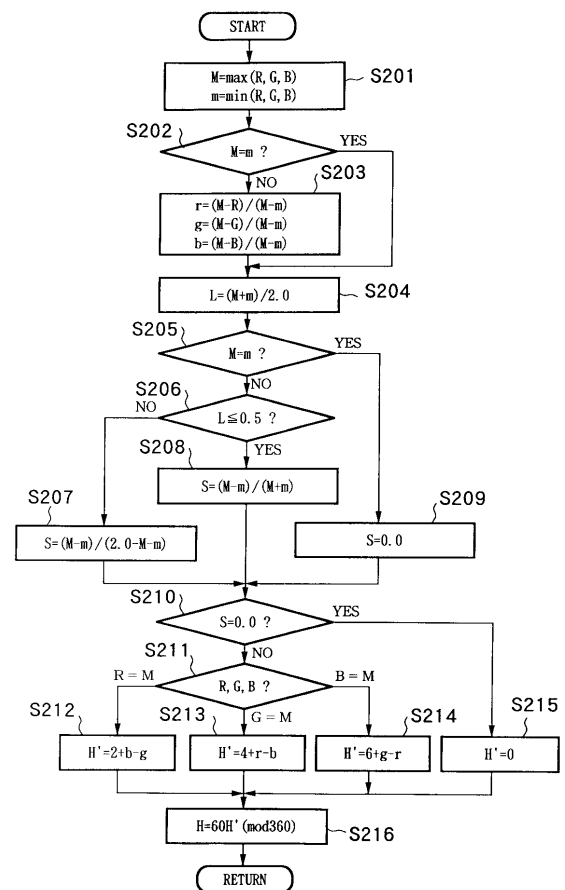 START
M=max(R,G,B)
m=min(R,G,B)
S201
S202
M=m ?
YES
NO
S203
r=(M-R)/(M-m)
g=(M-G)/(M-m)
b=(M-B)/(M-m)
L=(M+m)/2.0
S204
S205
M=m ?
YES
NO
S206
NO
L≦0.5 ?
YES
S208
S=(M-m)/(M+m)
S207
S=(M-m)/(2.0-M-m)
S209
S=0.0
S210
S=0.0 ?
YES
NO
S211
R=M
R,G,B ?
B=M
G=M
S212
H'=2+b-g
S213
H'=4+r-b
S214
H'=6+g-r
S215
H'=0
H=60H'(mod360)
S216
RETURN